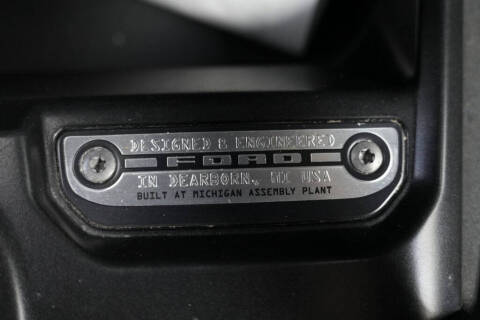 DESIGNED & ENGINEERED
FORD
IN DEARBORN, MI USA
BUILT AT MICHIGAN ASSEMBLY PLANT